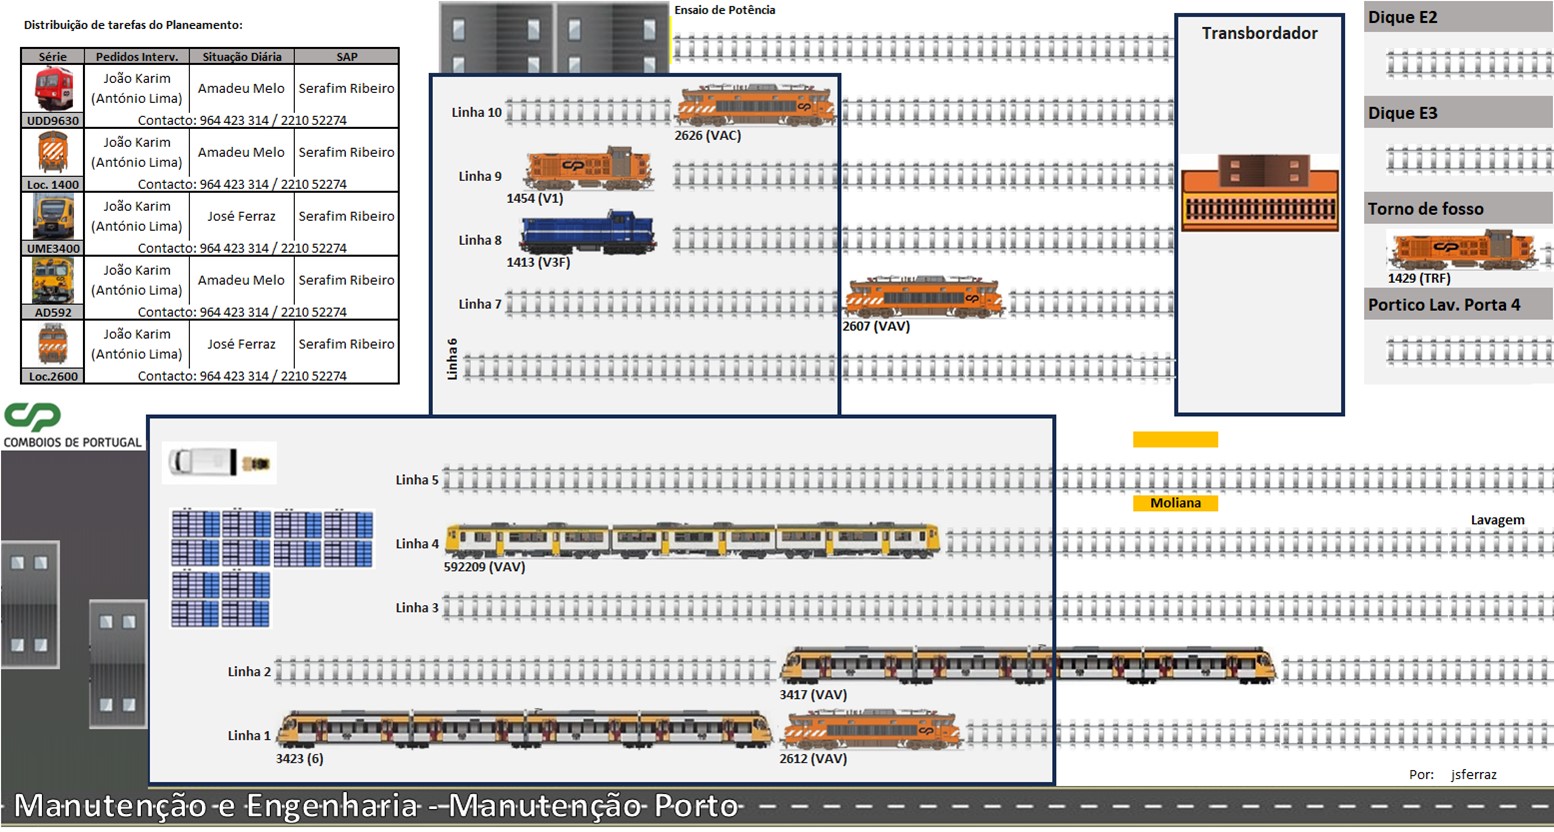 Distribuição de tarefas do Planeamento:
Série Pedidos Interv. Situação Diária SAP
João Karim
(António Lima) Amadeu Melo Serafim Ribeiro
UDD9630 Contacto: 964 423 314 / 2210 52274
João Karim
(António Lima) Amadeu Melo Serafim Ribeiro
Loc. 1400 Contacto: 964 423 314 / 2210 52274
João Karim
(António Lima) José Ferraz Serafim Ribeiro
UME3400 Contacto: 964 423 314 / 2210 52274
João Karim
(António Lima) Amadeu Melo Serafim Ribeiro
AD592 Contacto: 964 423 314 / 2210 52274
João Karim
(António Lima) José Ferraz Serafim Ribeiro
Loc.2600 Contacto: 964 423 314 / 2210 52274
CP
COMBOIOS DE PORTUGAL
Ensaio de Potência
Linha 10
2626 (VAC)
Linha 9
1454 (V1)
Linha 8
1413 (V3F)
Linha 7
2607 (VAV)
Linha 6
Transbordador
Dique E2
Dique E3
Torno de fosso
1429 (TRF)
Portico Lav. Porta 4
Linha 5
Moliana
Lavagem
Linha 4
592209 (VAV)
Linha 3
Linha 2
3417 (VAV)
Linha 1
3423 (6)
2612 (VAV)
Por: jsferraz
Manutenção e Engenharia - Manutenção Porto